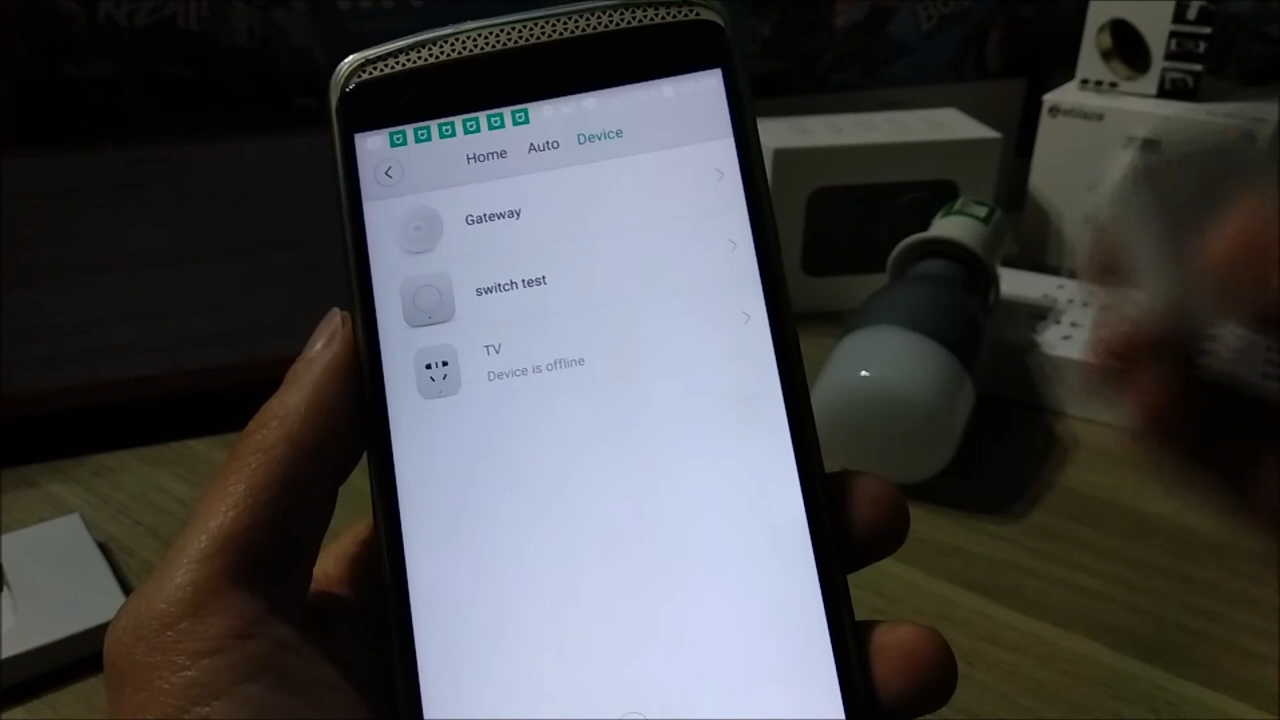 Home Auto Device
Gateway
switch test
TV
Device is offline